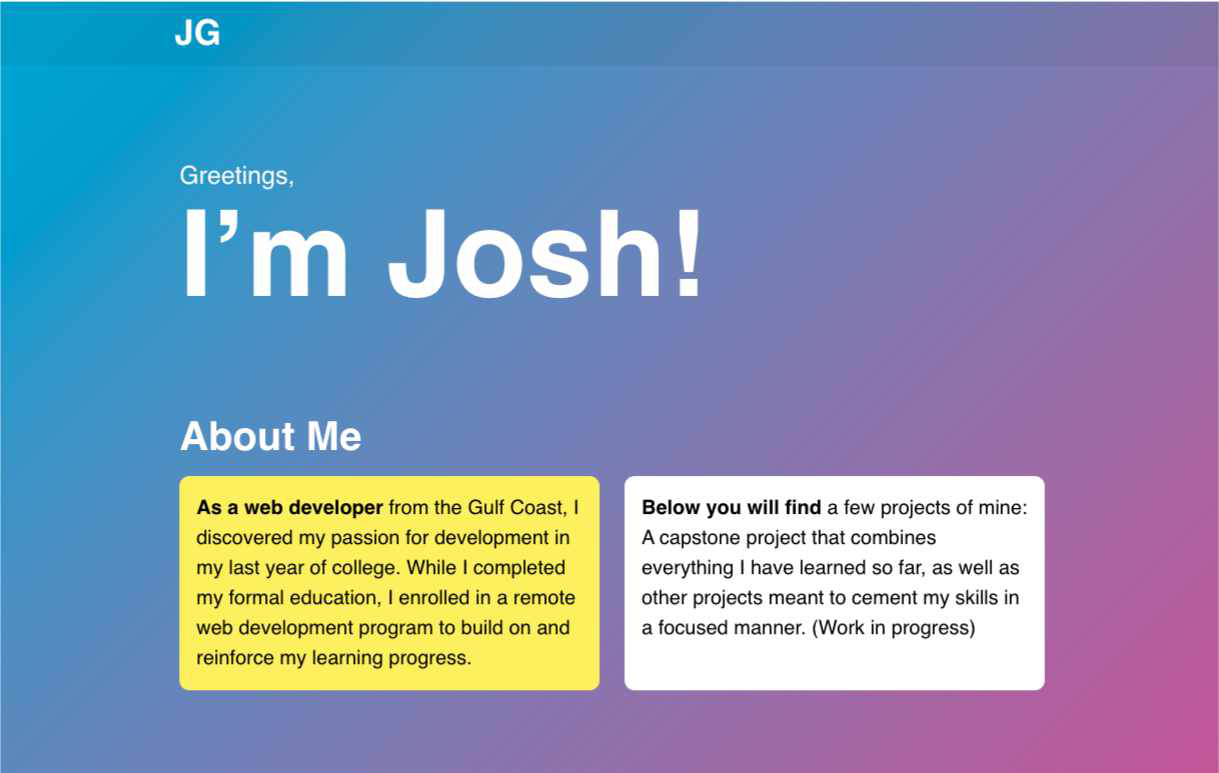 JG
Greetings,
I’m Josh!
About Me
As a web developer from the Gulf Coast, I
discovered my passion for development in
my last year of college. While I completed
my formal education, I enrolled in a remote
web development program to build on and
reinforce my learning progress.
Below you will find a few projects of mine:
A capstone project that combines
everything I have learned so far, as well as
other projects meant to cement my skills in
a focused manner. (Work in progress)